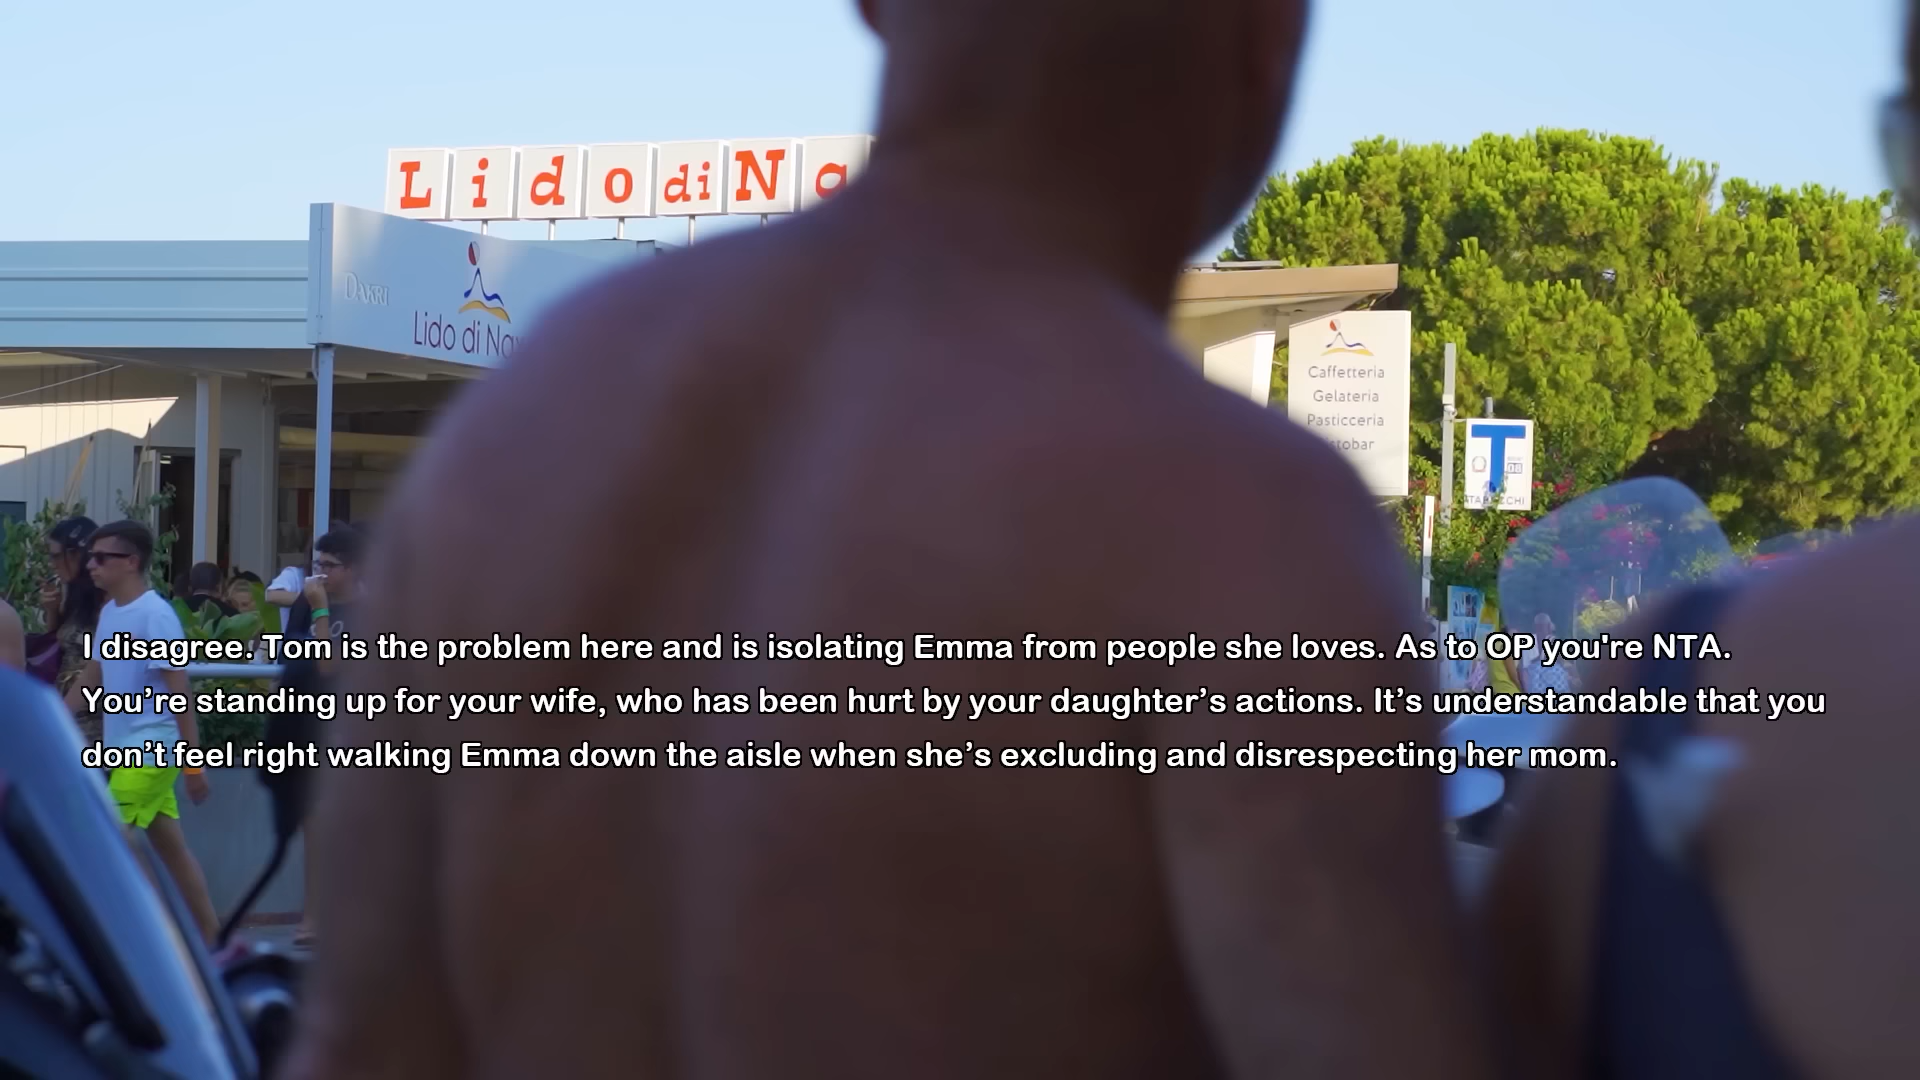 Lido di Na
DAKRI
Lido di Na
Caffetteria
Gelateria
Pasticceria
T
I disagree. Tom is the problem here and is isolating Emma from people she loves. As to OP you're NTA.
You’re standing up for your wife, who has been hurt by your daughter’s actions. It’s understandable that you
don’t feel right walking Emma down the aisle when she’s excluding and disrespecting her mom.